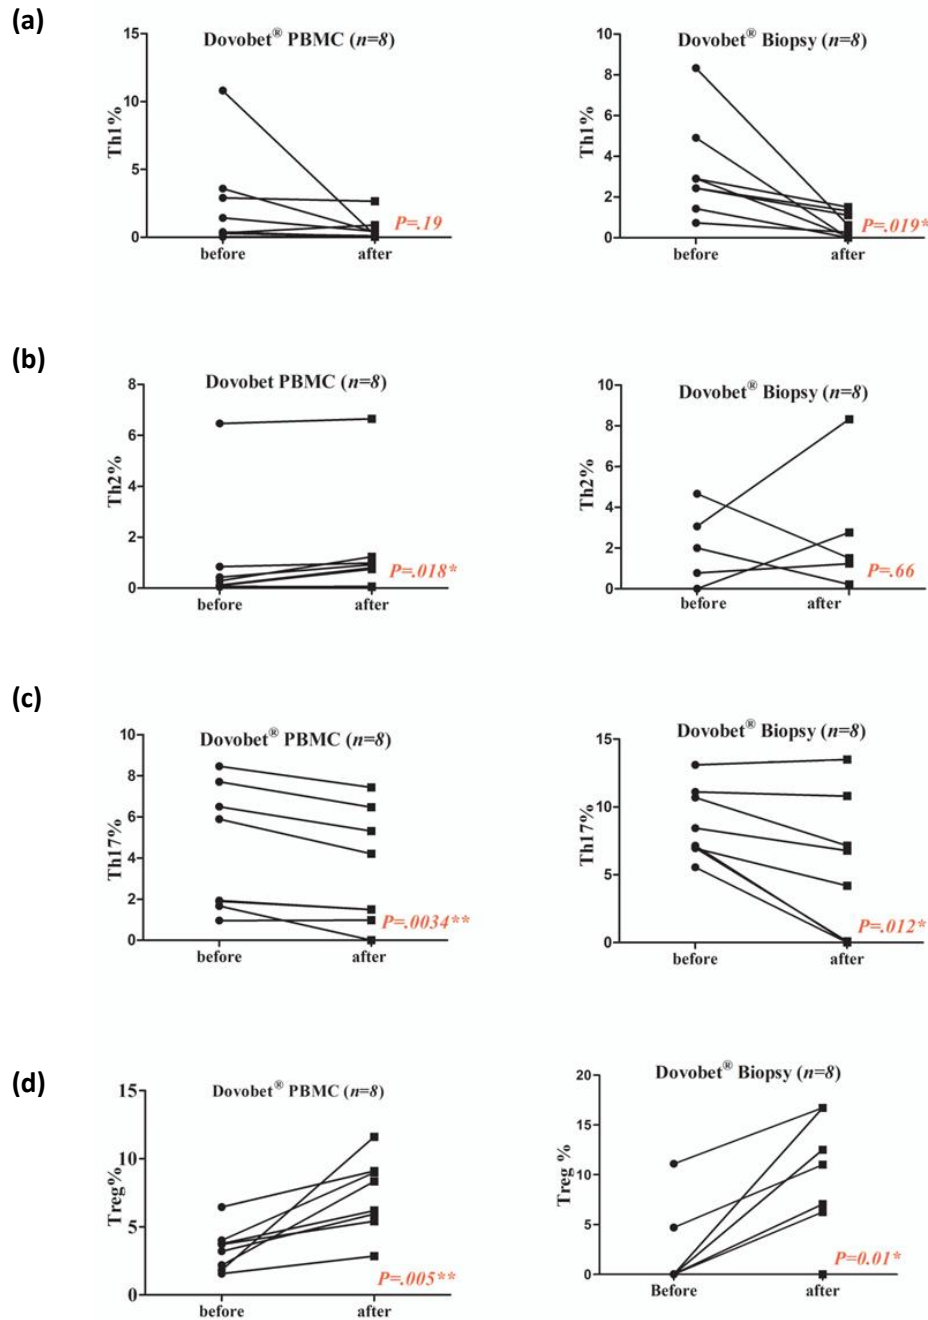 (a)
Dovobet® PBMC (n=8)
15
10
5
0
Th1%
before
after
P=.19
Dovobet® Biopsy (n=8)
10
8
6
4
2
0
Th1%
before
after
P=.019*
(b)
Dovobet PBMC (n=8)
8
6
4
2
0
Th2%
before
after
P=.018*
Dovobet® Biopsy (n=8)
10
8
6
4
2
0
Th2%
before
after
P=.66
(c)
Dovobet® PBMC (n=8)
10
8
6
4
2
0
Th17%
before
after
P=.0034**
Dovobet® Biopsy (n=8)
15
10
5
0
Th17%
before
after
P=.012*
(d)
Dovobet® PBMC (n=8)
15
10
5
0
Treg%
before
after
P=.005**
Dovobet® Biopsy (n=8)
20
15
10
5
0
Treg %
Before
after
P=0.01*